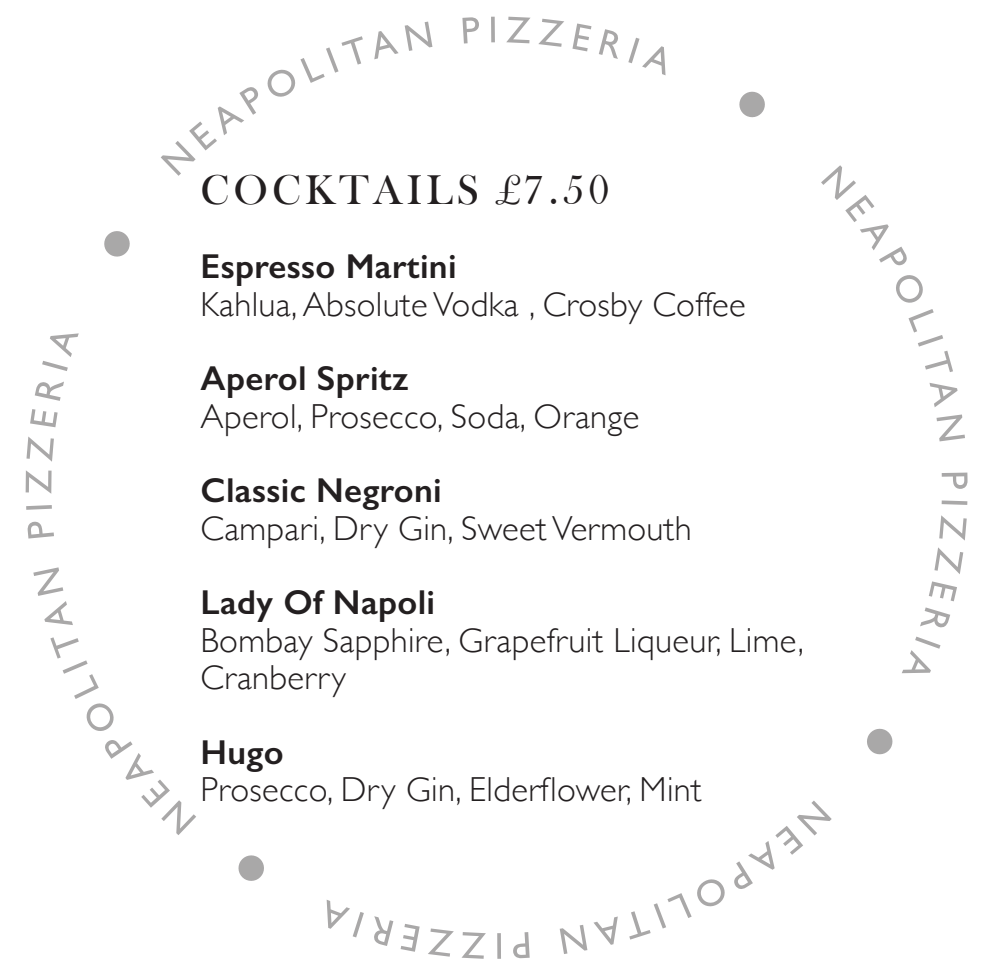 NEAPOLITAN PIZZERIA
NEAPOLITAN PIZZERIA
NEAPOLITAN PIZZERIA
NEAPOLITAN PIZZERIA
COCKTAILS £7.50
Espresso Martini
Kahlua, Absolute Vodka , Crosby Coffee
Aperol Spritz
Aperol, Prosecco, Soda, Orange
Classic Negroni
Campari, Dry Gin, Sweet Vermouth
Lady Of Napoli
Bombay Sapphire, Grapefruit Liqueur, Lime,
Cranberry
Hugo
Prosecco, Dry Gin, Elderflower, Mint